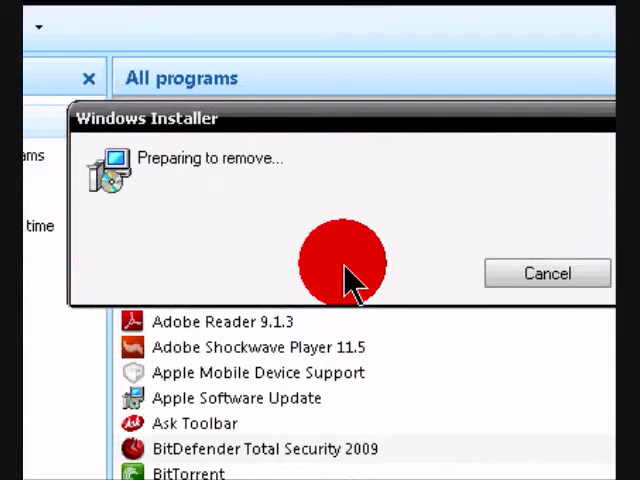 All programs
Windows Installer
Preparing to remove...
ams
time
Cancel
Adobe Reader 9.1.3
Adobe Shockwave Player 11.5
Apple Mobile Device Support
Apple Software Update
Ask Toolbar
BitDefender Total Security 2009
BitTorrent